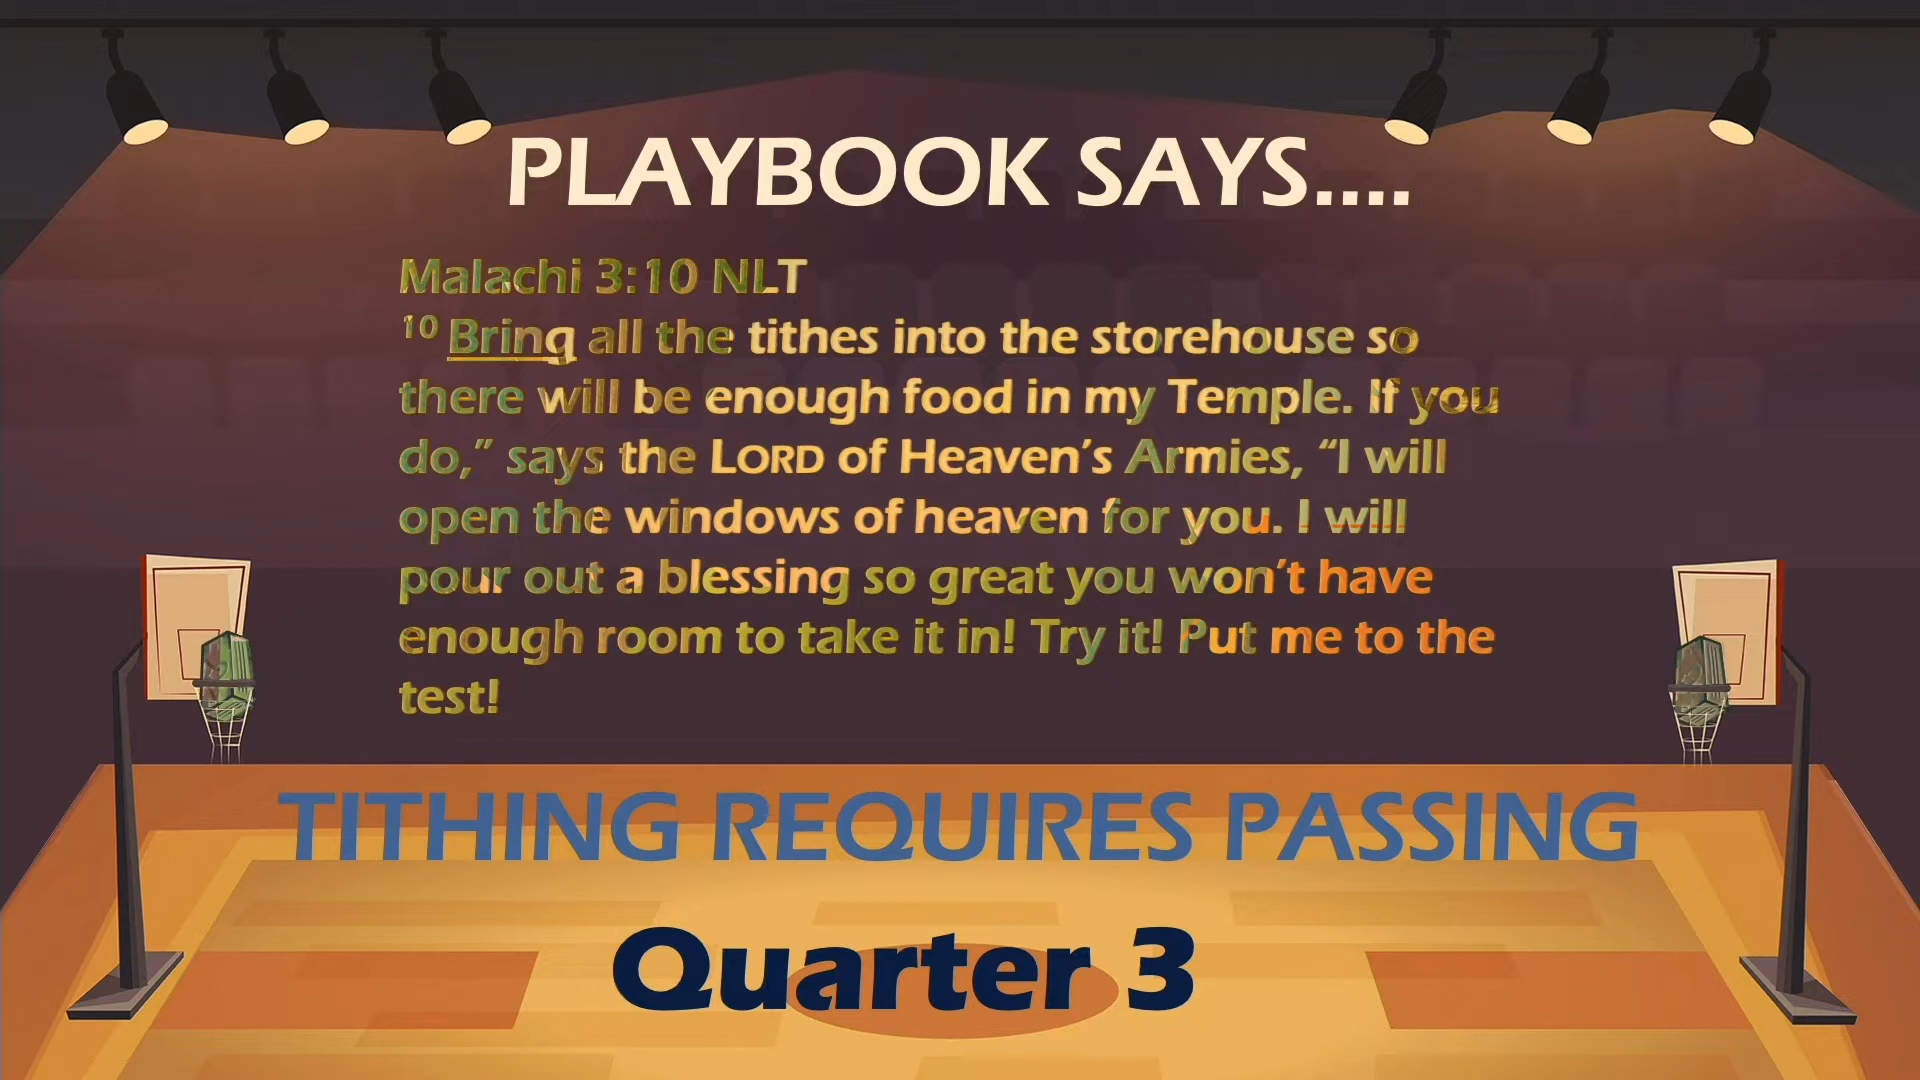 PLAYBOOK SAYS....
Malachi 3:10 NLT
10 Bring all the tithes into the storehouse so
there will be enough food in my Temple. If you
do,” says the LORD of Heaven’s Armies, “I will
open the windows of heaven for you. I will
pour out a blessing so great you won’t have
enough room to take it in! Try it! Put me to the
test!
TITHING REQUIRES PASSING
Quarter 3